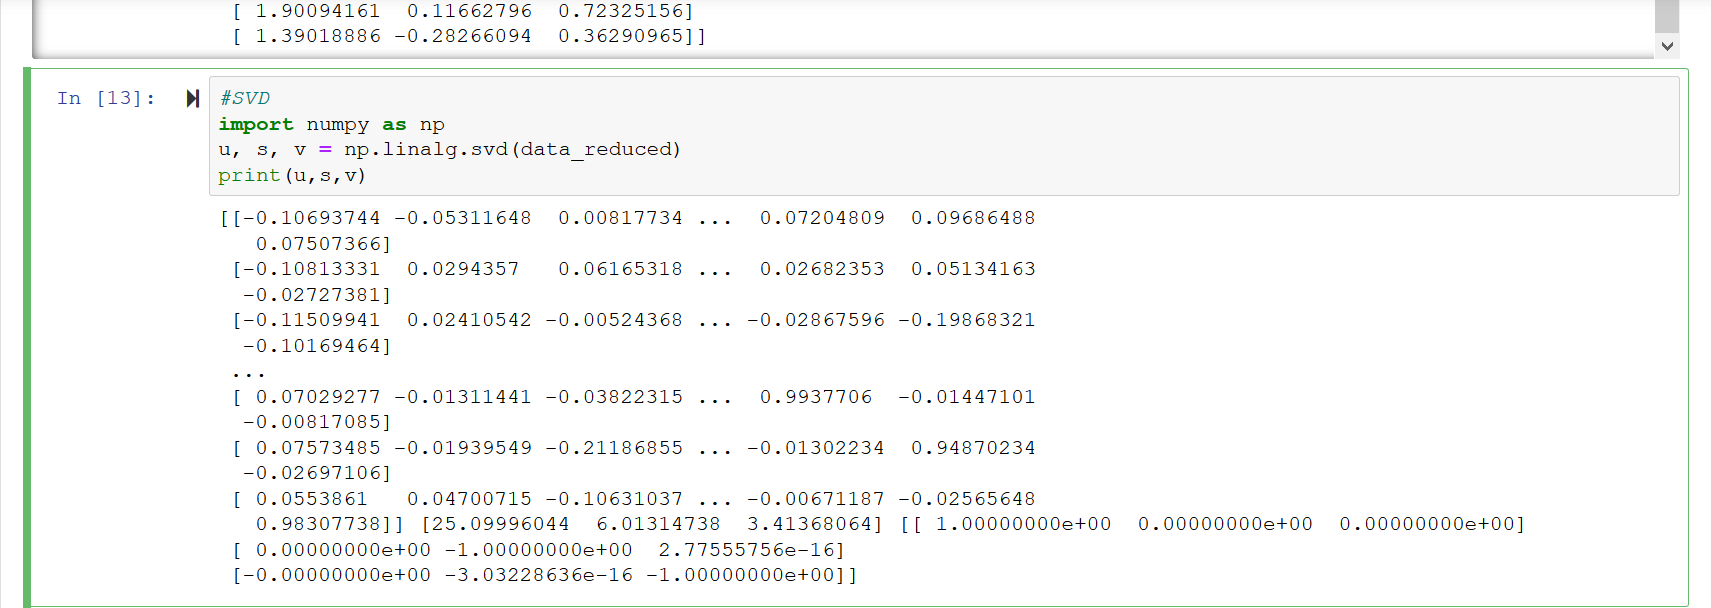 [ 1.90094161  0.11662796  0.72325156]
[ 1.39018886 -0.28266094  0.36290965]]
In [13]:
#SVD
import numpy as np
u, s, v = np.linalg.svd(data_reduced)
print(u,s,v)
[[-0.10693744 -0.05311648  0.00817734 ...  0.07204809  0.09686488
   0.07507366]
 [-0.10813331  0.0294357   0.06165318 ...  0.02682353  0.05134163
  -0.02727381]
 [-0.11509941  0.02410542 -0.00524368 ... -0.02867596 -0.19868321
  -0.10169464]
 ...
 [ 0.07029277 -0.01311441 -0.03822315 ...  0.9937706  -0.01447101
  -0.00817085]
 [ 0.07573485 -0.01939549 -0.21186855 ... -0.01302234  0.94870234
  -0.02697106]
 [ 0.0553861   0.04700715 -0.10631037 ... -0.00671187 -0.02565648
   0.98307738]] [25.09996044  6.01314738  3.41368064] [[ 1.00000000e+00  0.00000000e+00  0.00000000e+00]
 [ 0.00000000e+00 -1.00000000e+00  2.77555756e-16]
 [-0.00000000e+00 -3.03228636e-16 -1.00000000e+00]]